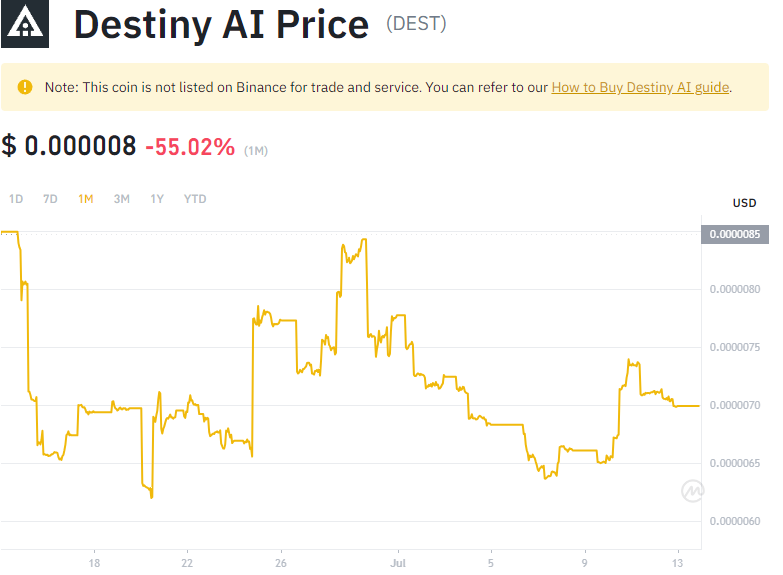 Destiny AI Price (DEST)
Note: This coin is not listed on Binance for trade and service. You can refer to our How to Buy Destiny AI guide.
$ 0.000008 -55.02% (1M)
1D 7D 1M 3M 1Y YTD
USD
0.0000085
0.0000080
0.0000075
0.0000070
0.0000065
0.0000060
18 22 26 Jul 5 9 13